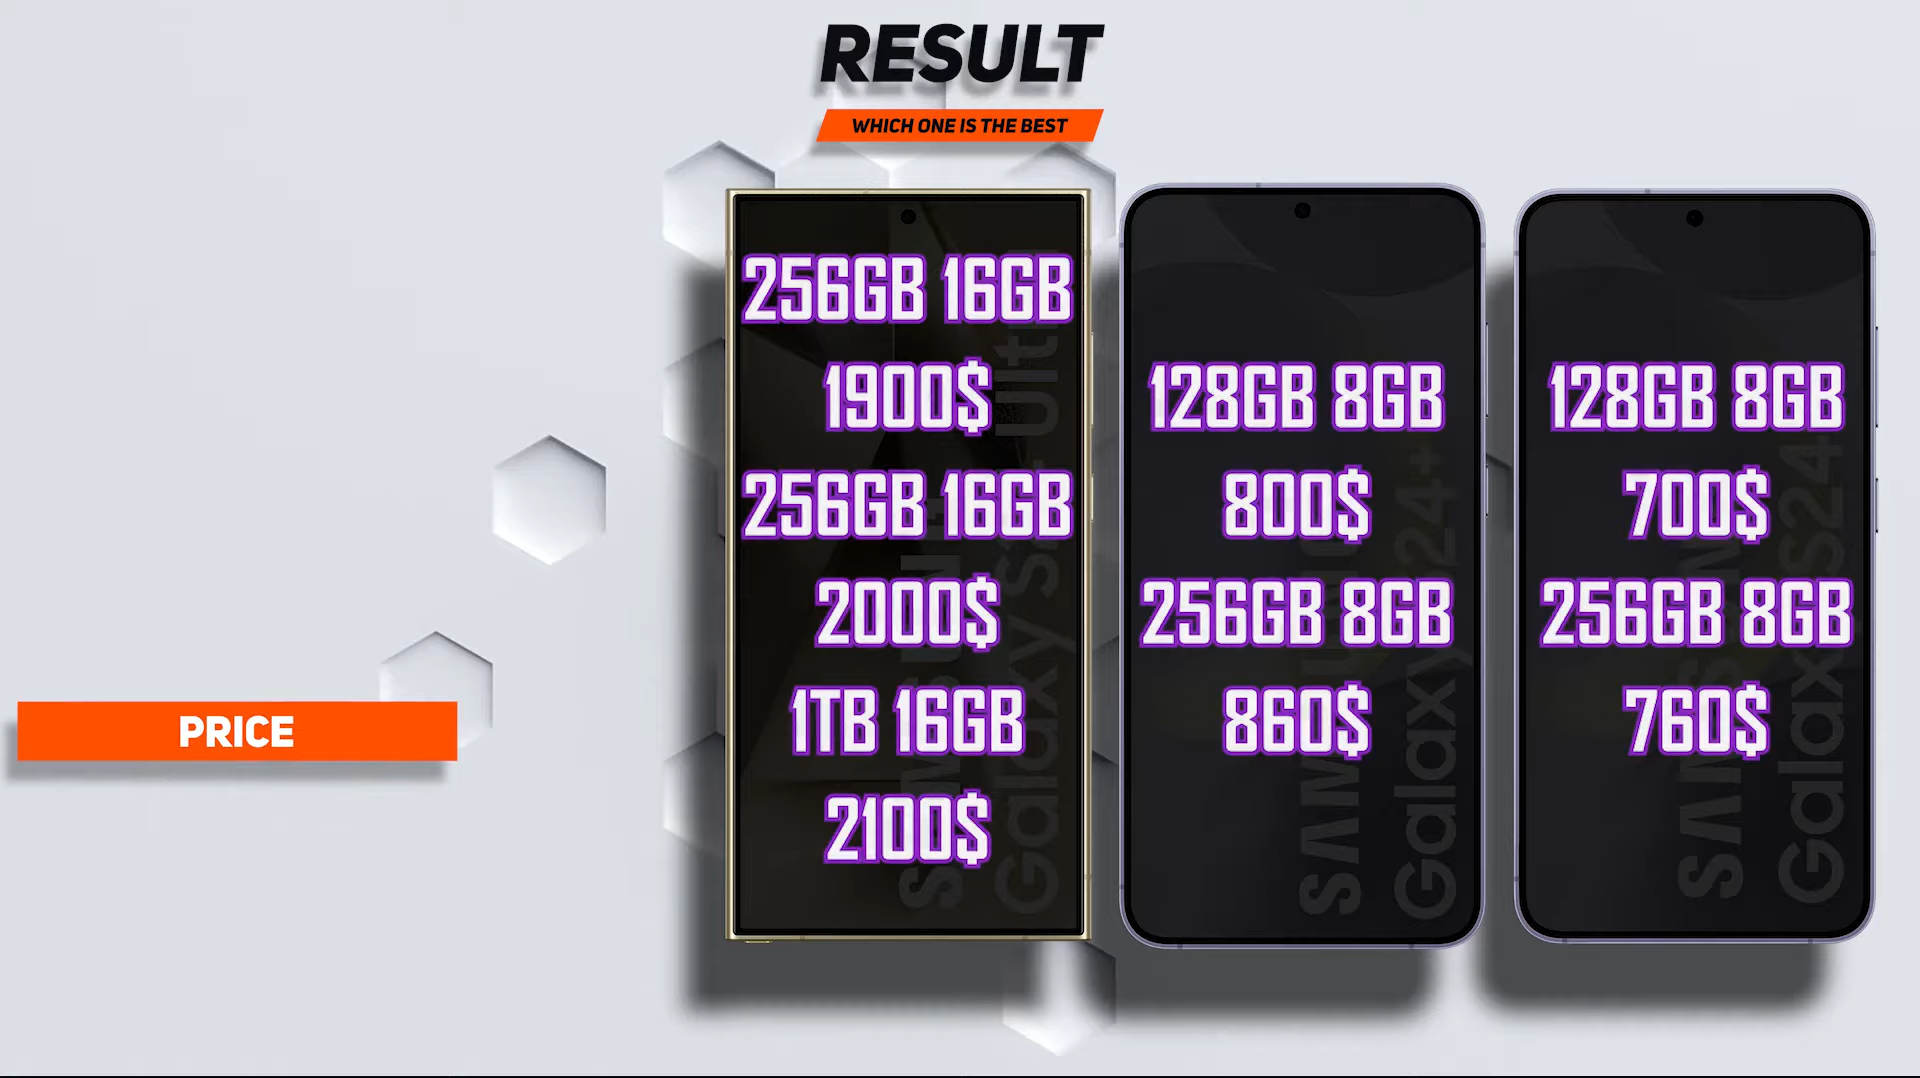 RESULT
WHICH ONE IS THE BEST
PRICE
256GB 16GB
1900$
256GB 16GB
2000$
1TB 16GB
2100$
128GB 8GB
800$
256GB 8GB
860$
128GB 8GB
700$
256GB 8GB
760$